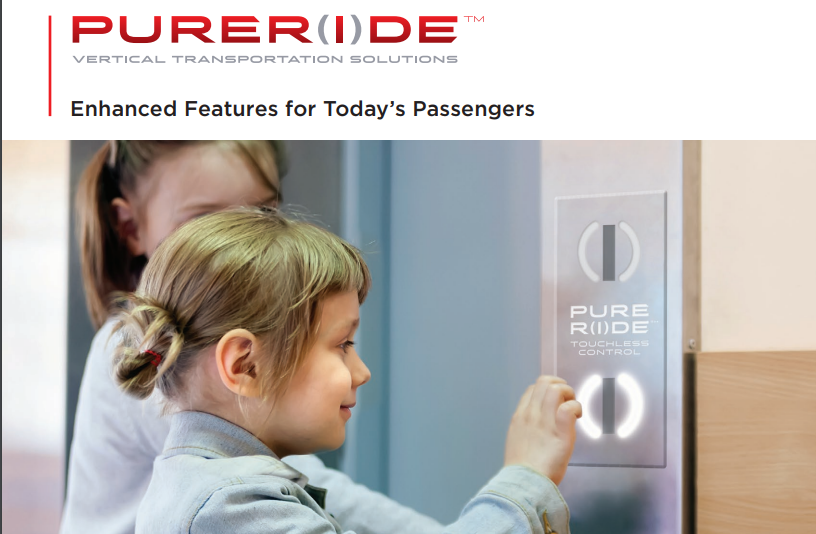 PURER(I)DE™
VERTICAL TRANSPORTATION SOLUTIONS
Enhanced Features for Today's Passengers
PURE
R(I)DE™
TOUCHLESS
CONTROL